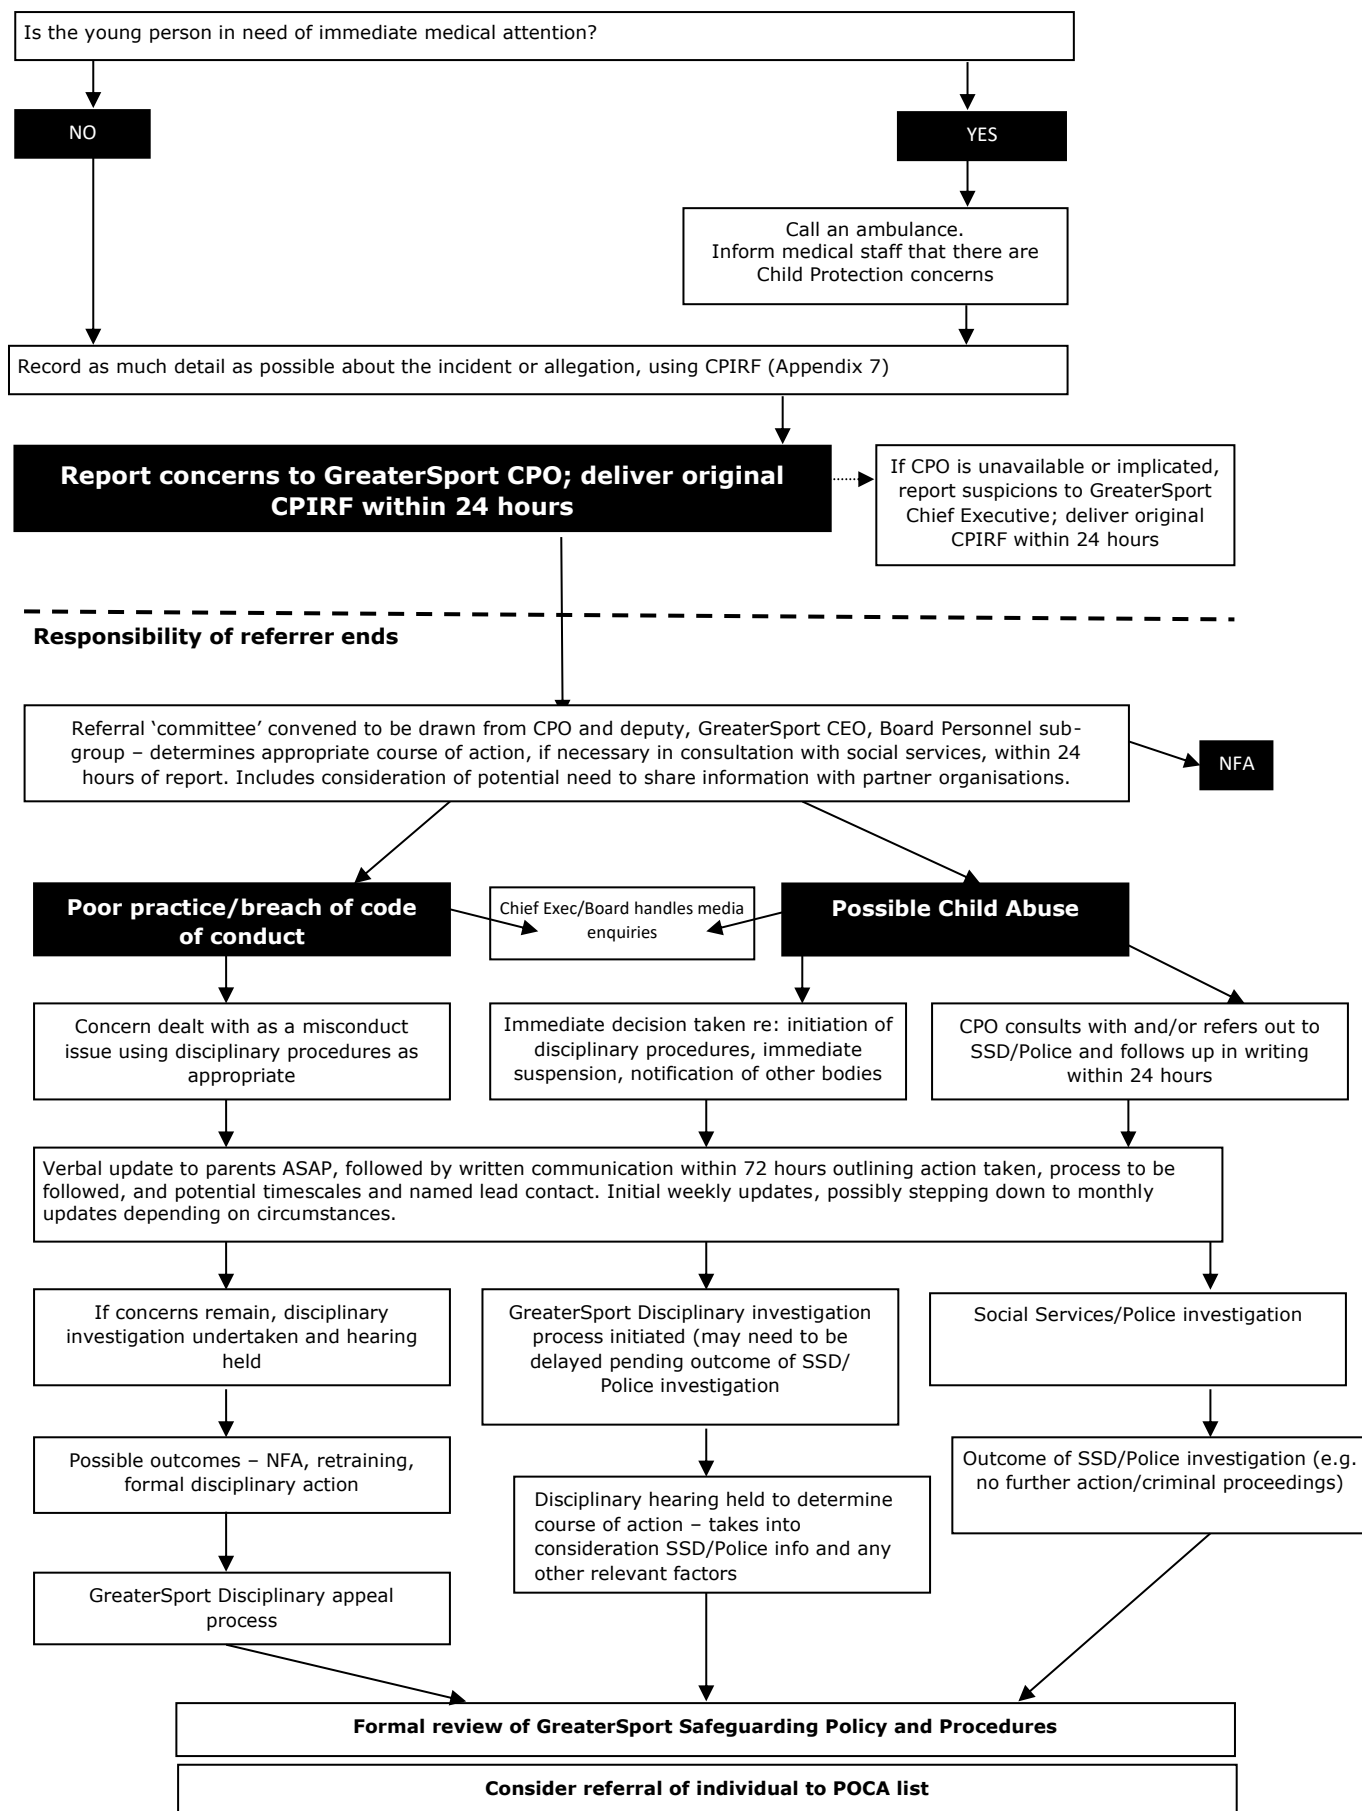 Is the young person in need of immediate medical attention?
NO
YES
Call an ambulance.
Inform medical staff that there are
Child Protection concerns
Record as much detail as possible about the incident or allegation, using CPIRF (Appendix 7)
Report concerns to GreaterSport CPO; deliver original
CPIRF within 24 hours
If CPO is unavailable or implicated,
report suspicions to GreaterSport
Chief Executive; deliver original
CPIRF within 24 hours
Responsibility of referrer ends
Referral ‘committee’ convened to be drawn from CPO and deputy, GreaterSport CEO, Board Personnel sub-
group – determines appropriate course of action, if necessary in consultation with social services, within 24
hours of report. Includes consideration of potential need to share information with partner organisations.
NFA
Poor practice/breach of code
of conduct
Chief Exec/Board handles media
enquiries
Possible Child Abuse
Concern dealt with as a misconduct
issue using disciplinary procedures as
appropriate
Immediate decision taken re: initiation of
disciplinary procedures, immediate
suspension, notification of other bodies
CPO consults with and/or refers out to
SSD/Police and follows up in writing
within 24 hours
Verbal update to parents ASAP, followed by written communication within 72 hours outlining action taken, process to be
followed, and potential timescales and named lead contact. Initial weekly updates, possibly stepping down to monthly
updates depending on circumstances.
If concerns remain, disciplinary
investigation undertaken and hearing
held
GreaterSport Disciplinary investigation
process initiated (may need to be
delayed pending outcome of SSD/
Police investigation
Social Services/Police investigation
Possible outcomes – NFA, retraining,
formal disciplinary action
Disciplinary hearing held to determine
course of action – takes into
consideration SSD/Police info and any
other relevant factors
Outcome of SSD/Police investigation (e.g.
no further action/criminal proceedings)
GreaterSport Disciplinary appeal
process
Formal review of GreaterSport Safeguarding Policy and Procedures
Consider referral of individual to POCA list